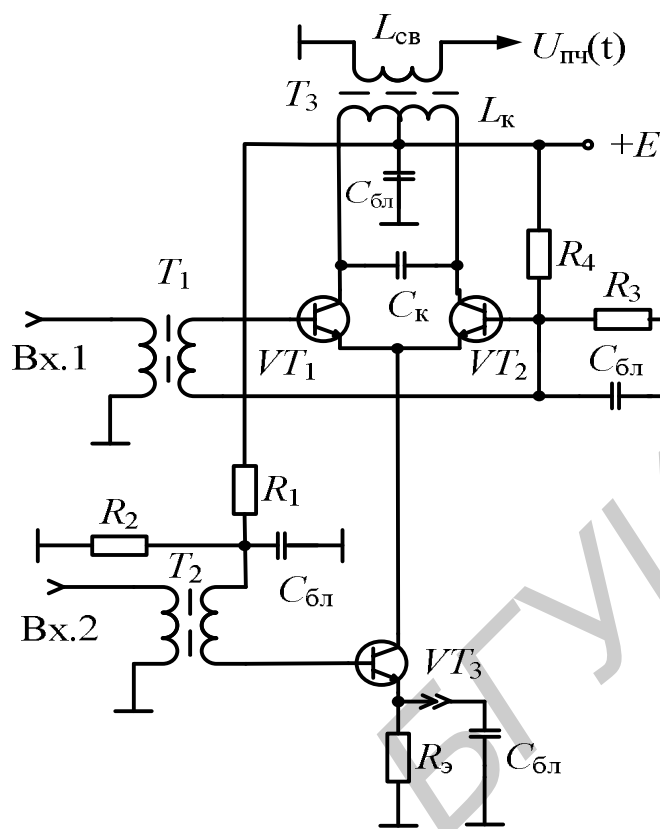 Lсв
Uпч(t)
T3
Lк
+E
Cбл
R4
T1
R3
Cк
Вх.1
VT1
VT2
Cбл
R1
R2
T2
Cбл
Вх.2
VT3
Rэ
Cбл
БГУИ